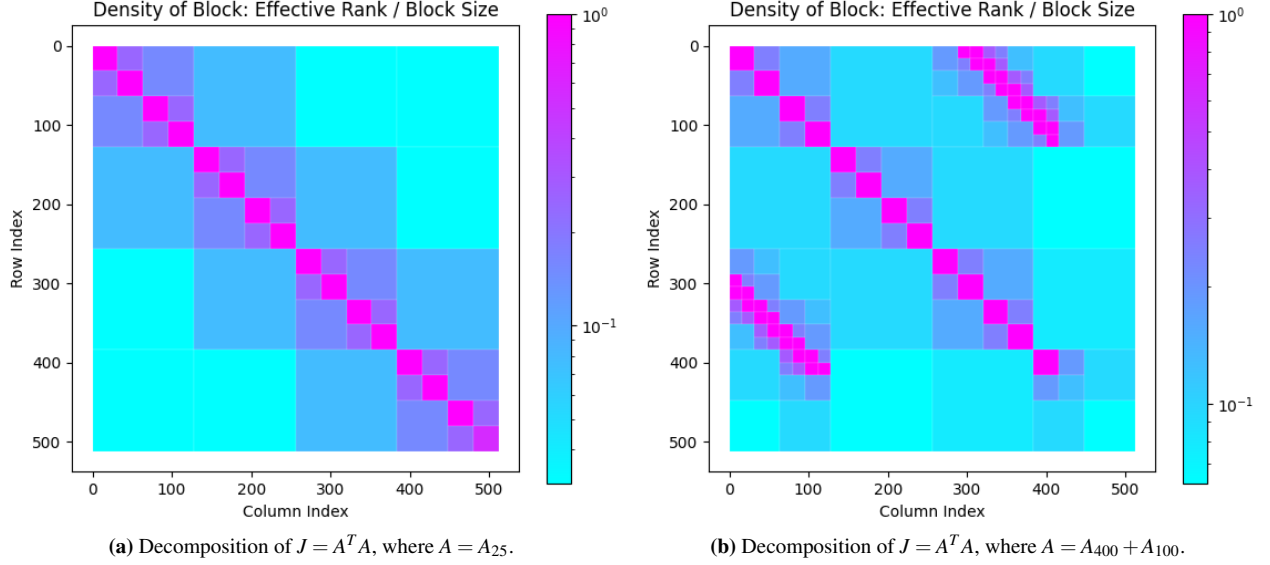 Density of Block: Effective Rank / Block Size
0
100
200
300
400
500
Row Index
0 100 200 300 400 500
Column Index
10^0
10^-1
(a) Decomposition of J = A^T A, where A = A_25.
Density of Block: Effective Rank / Block Size
0
100
200
300
400
500
Row Index
0 100 200 300 400 500
Column Index
10^0
10^-1
(b) Decomposition of J = A^T A, where A = A_400 + A_100.